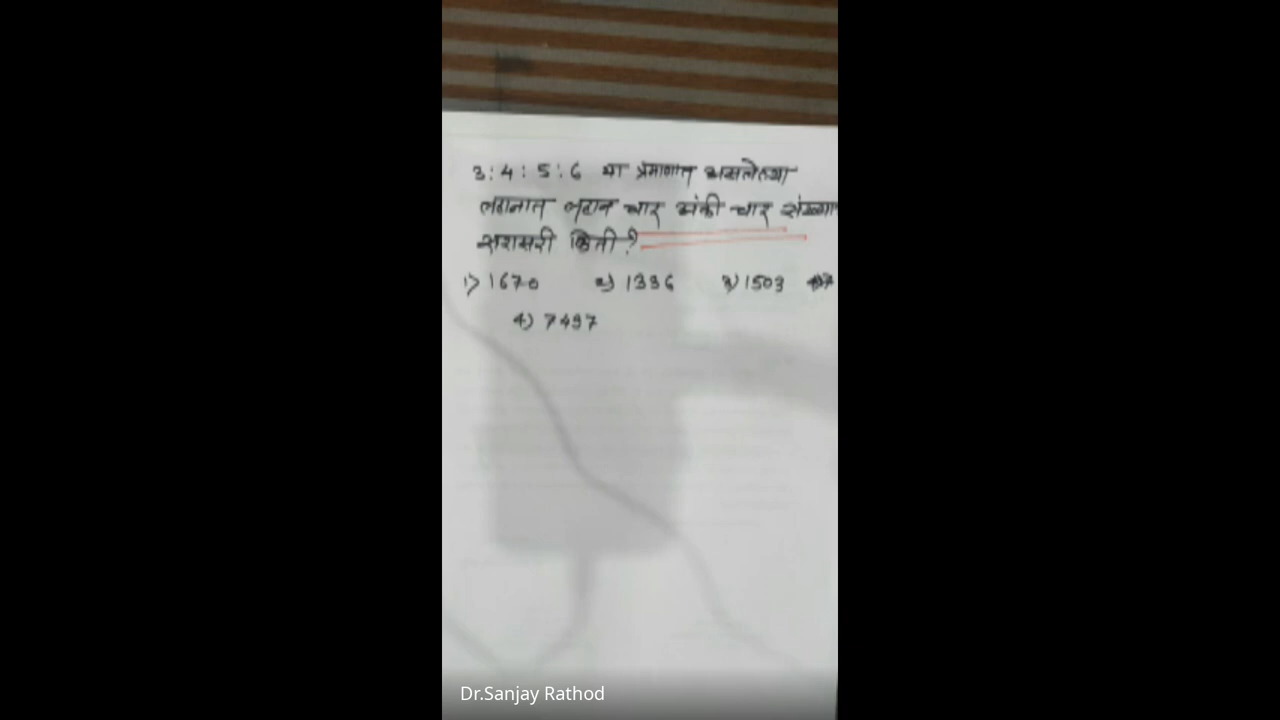 3:4:5:6 या प्रमाणात असलेल्या
लहानात लहान चार अंकी चार संख्या
सरासरी किती?
1) 1670 2) 1336 3) 1503
4) 7497
Dr.Sanjay Rathod